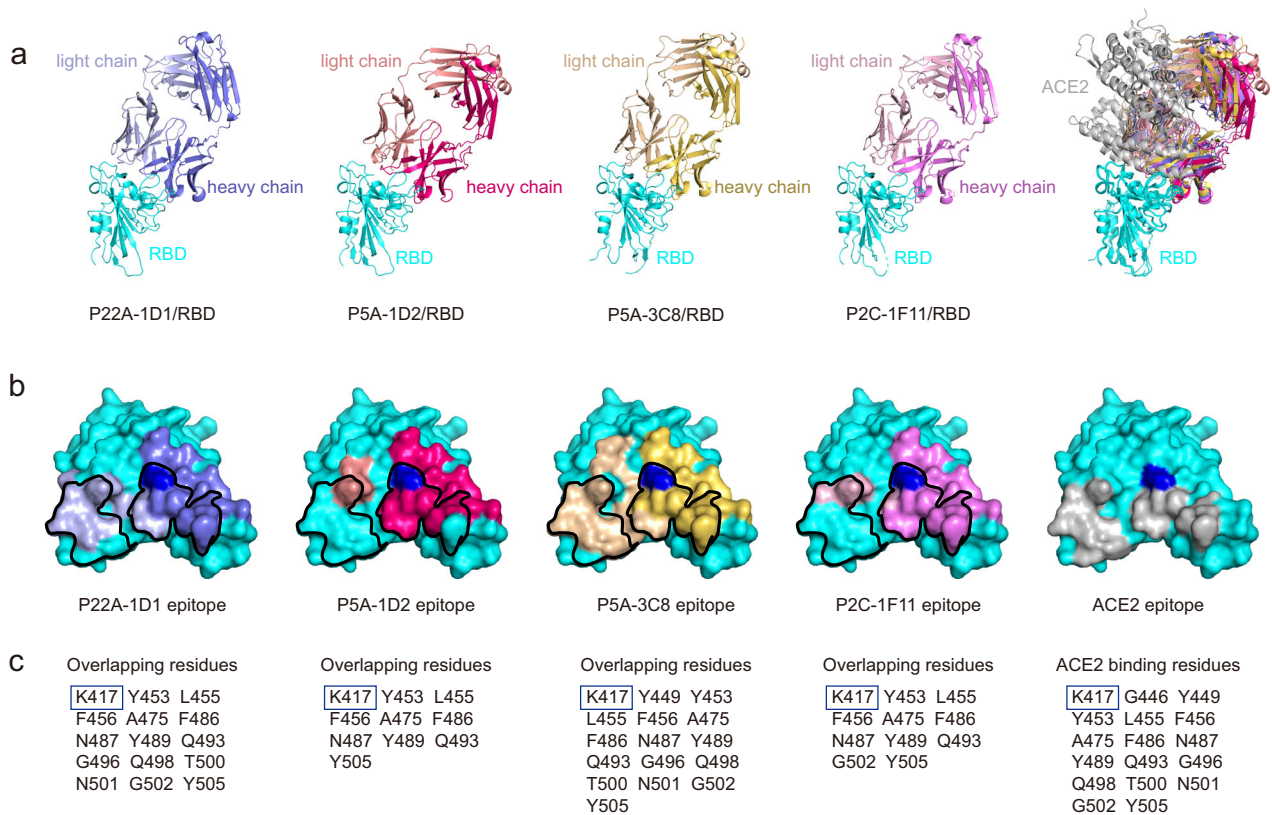 a
light chain
heavy chain
RBD
P22A-1D1/RBD
light chain
heavy chain
RBD
P5A-1D2/RBD
light chain
heavy chain
RBD
P5A-3C8/RBD
light chain
heavy chain
RBD
P2C-1F11/RBD
ACE2
RBD
b
P22A-1D1 epitope
P5A-1D2 epitope
P5A-3C8 epitope
P2C-1F11 epitope
ACE2 epitope
c
Overlapping residues
K417 Y453 L455
F456 A475 F486
N487 Y489 Q493
G496 Q498 T500
N501 G502 Y505
Overlapping residues
K417 Y453 L455
F456 A475 F486
N487 Y489 Q493
Y505
Overlapping residues
K417 Y449 Y453
L455 F456 A475
F486 N487 Y489
Q493 G496 Q498
T500 N501 G502
Y505
Overlapping residues
K417 Y453 L455
F456 A475 F486
N487 Y489 Q493
G502 Y505
ACE2 binding residues
K417 G446 Y449
Y453 L455 F456
A475 F486 N487
Y489 Q493 G496
Q498 T500 N501
G502 Y505